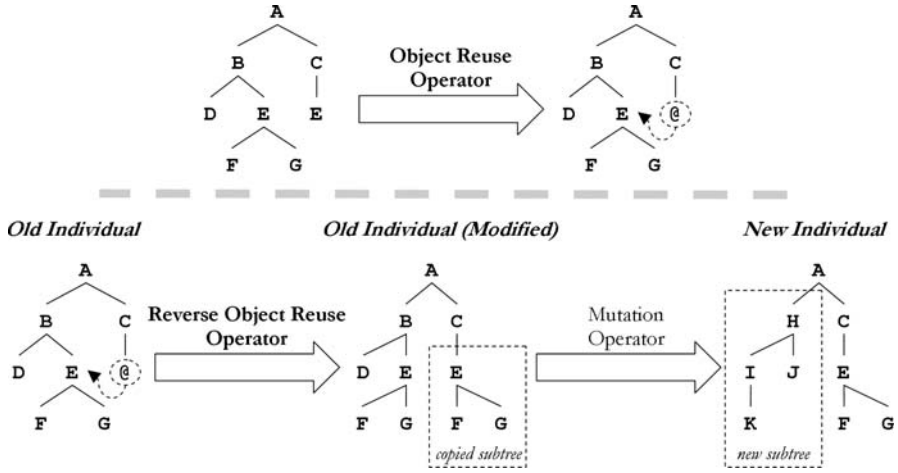 A
A
B
C
Object Reuse
Operator
B
C
D
E
E
D
E
@
F
G
F
G
Old Individual
Old Individual (Modified)
New Individual
A
A
A
B
C
Reverse Object Reuse
Operator
B
C
Mutation
Operator
H
C
D
E
@
D
E
E
I
J
E
F
G
F
G
F
G
K
F
G
copied subtree
new subtree